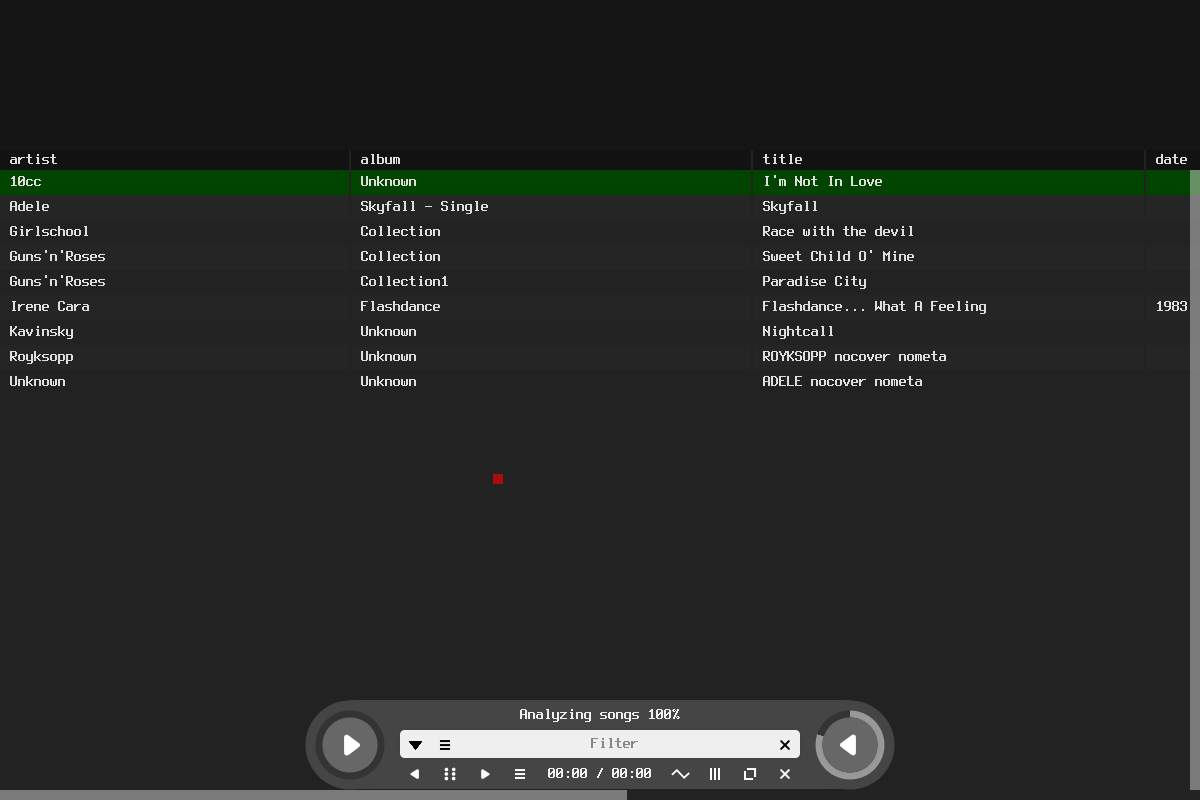 artist album title date
10cc Unknown I'm Not In Love
Adele Skyfall - Single Skyfall
Girlschool Collection Race with the devil
Guns'n'Roses Collection Sweet Child O' Mine
Guns'n'Roses Collection1 Paradise City
Irene Cara Flashdance Flashdance... What A Feeling 1983
Kavinsky Unknown Nightcall
Royksopp Unknown ROYKSOPP nocover nometa
Unknown Unknown ADELE nocover nometa
Analyzing songs 100%
Filter
00:00 / 00:00